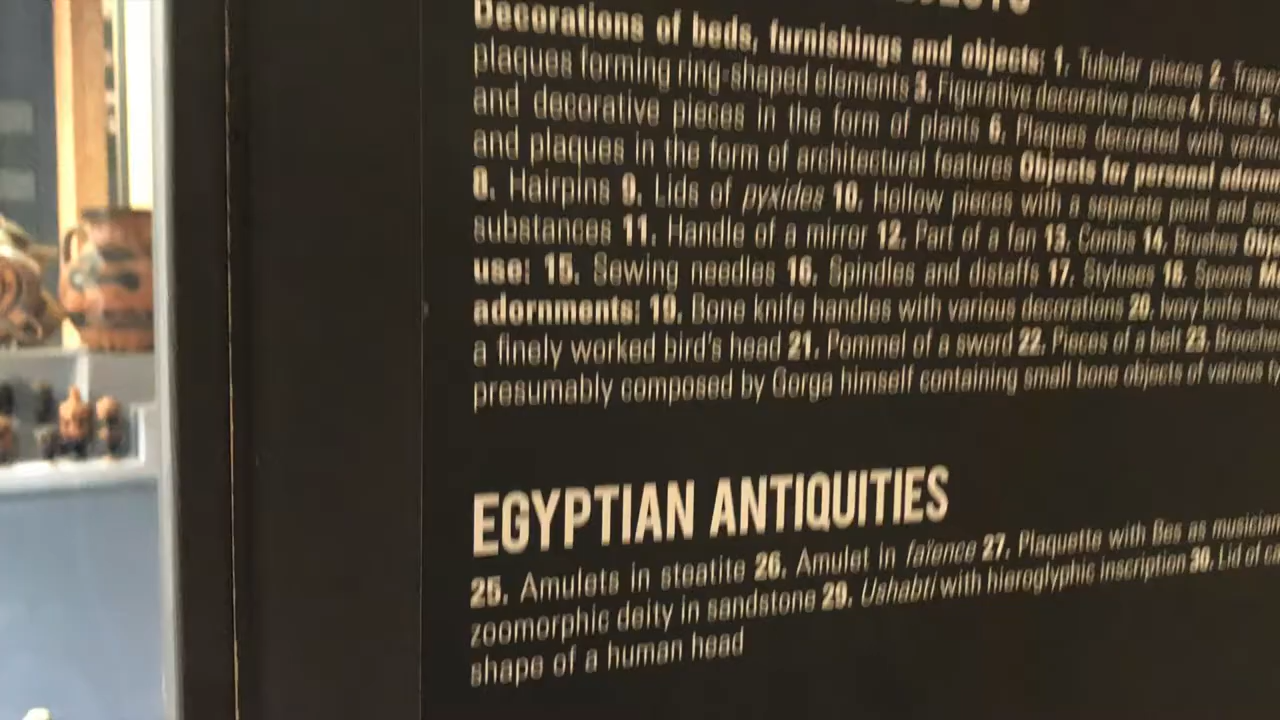 Decorations of beds, furnishings and objects: 1. Tubular pieces 2.
plaques forming ring-shaped elements 3. Figurative decorative pieces 4. Fillers 5.
and decorative pieces in the form of plants 6. Plaques decorated with
and plaques in the form of architectural features Objects for personal
8. Hairpins 9. Lids of pyxides 10. Hollow pieces with a separate point and
substances 11. Handle of a mirror 12. Part of a fan 13. Combs 14. Brushes
use: 15. Sewing needles 16. Spindles and distaffs 17. Styluses 18. Spoons
adornments: 19. Bone knife handles with various decorations 20. Ivory knife
a finely worked bird's head 21. Pommel of a sword 22. Pieces of a belt 23.
presumably composed by Gorga himself containing small bone objects of various
EGYPTIAN ANTIQUITIES
25. Amulets in steatite 26. Amulet in faïence 27. Plaquette with Bes as musician
zoomorphic deity in sandstone 29. Ushabti with hieroglyphic inscription 30. Lid of
shape of a human head